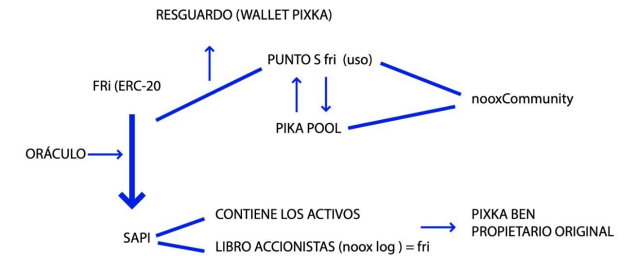 RESGUARDO (WALLET PIXKA)
PUNTO S fri (uso)
FRi (ERC-20
nooxCommunity
PIKA POOL
ORÁCULO
CONTIENE LOS ACTIVOS
PIXKA BEN
PROPIETARIO ORIGINAL
SAPI
LIBRO ACCIONISTAS (noox log ) = fri